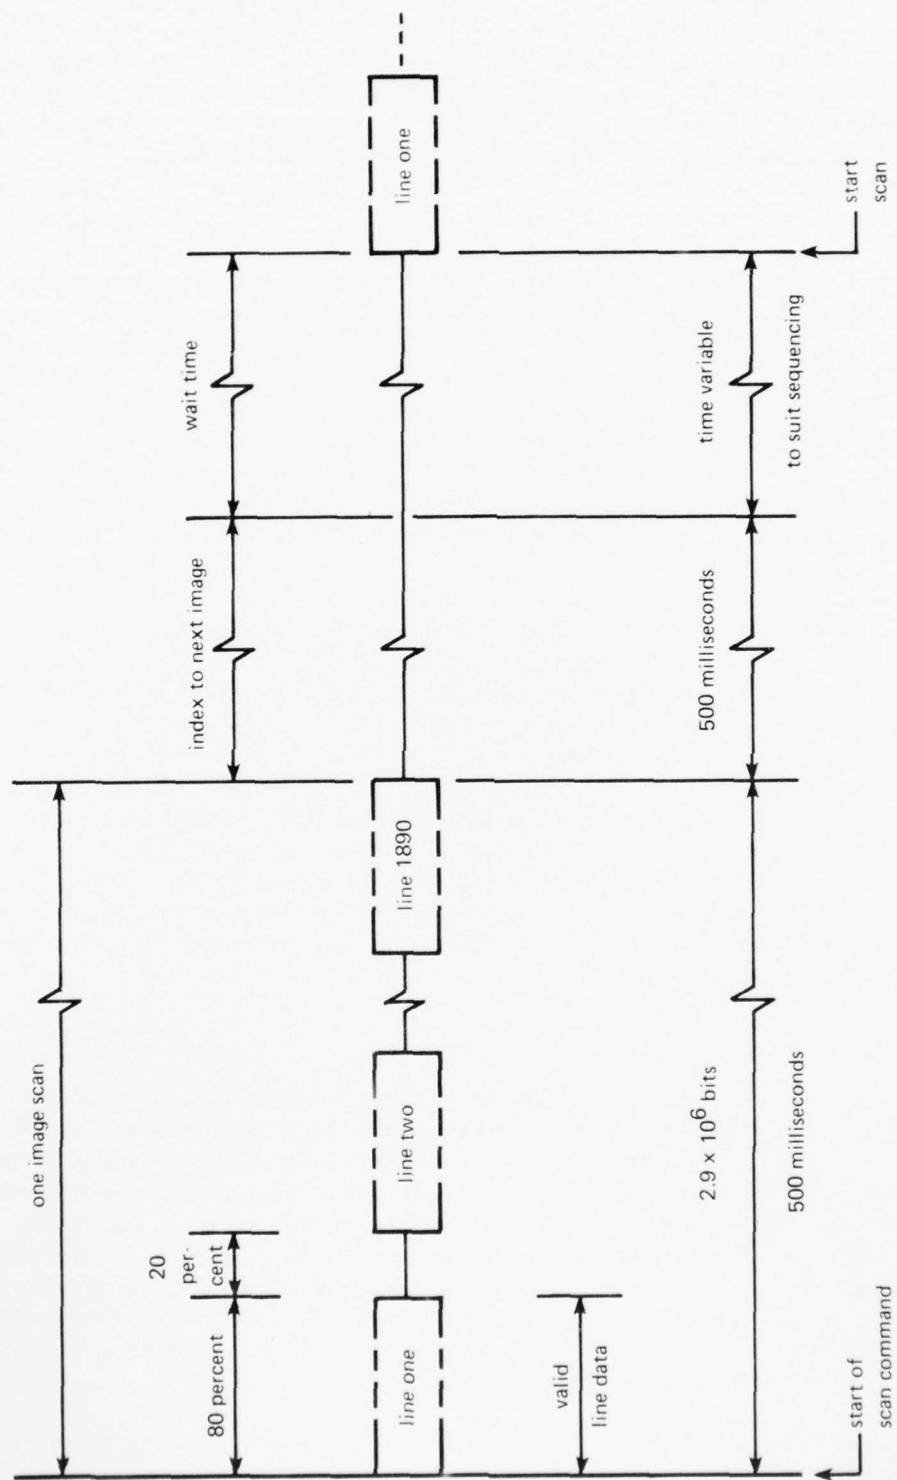 one image scan
80 percent
20
per-
cent
index to next image
wait time
line one
line two
line 1890
line one
valid
line data
2.9 x 10⁶ bits
500 milliseconds
500 milliseconds
time variable
to suit sequencing
start of
scan command
start
scan